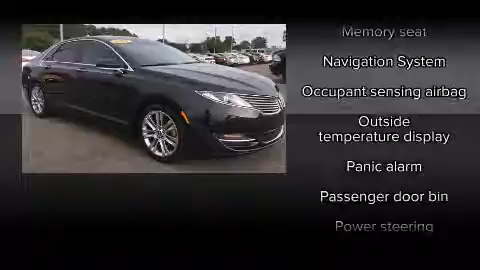 Memory seat
Navigation System
Occupant sensing airbag
Outside
temperature display
Panic alarm
Passenger door bin
Power steering